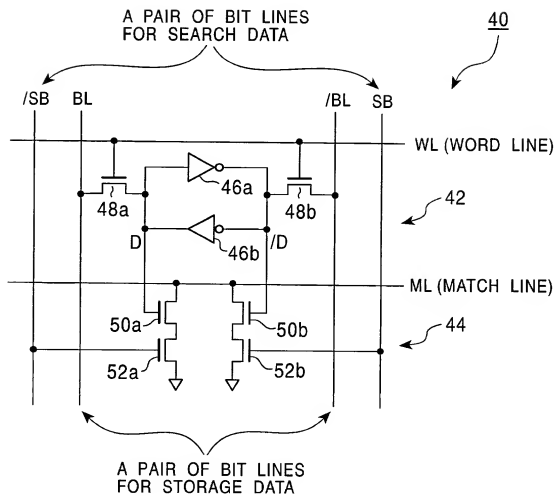 A PAIR OF BIT LINES
FOR SEARCH DATA
40
/SB BL /BL SB
WL (WORD LINE)
46a
48a 48b
42
D /D
46b
ML (MATCH LINE)
50a 50b
44
52a 52b
A PAIR OF BIT LINES
FOR STORAGE DATA